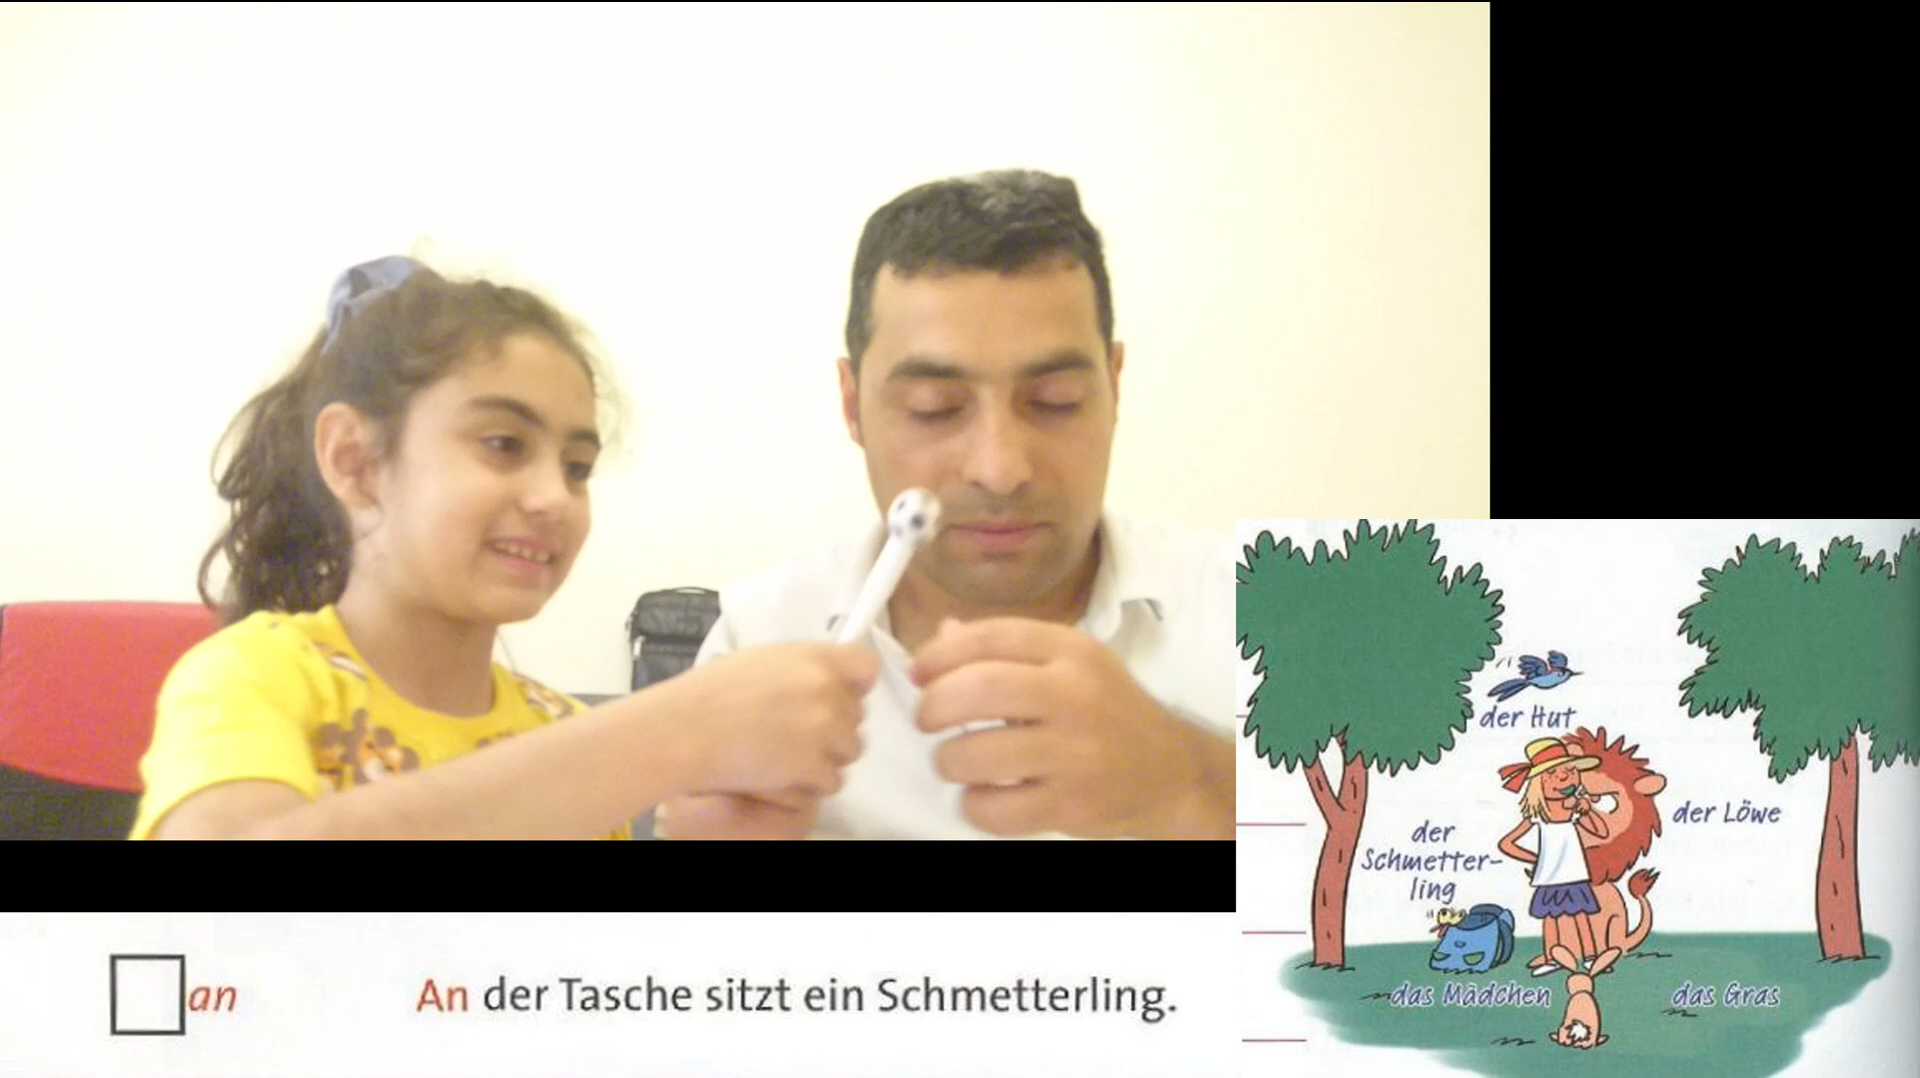 der Hut
der Löwe
der
Schmetter-
ling
das Mädchen
das Gras
an An der Tasche sitzt ein Schmetterling.